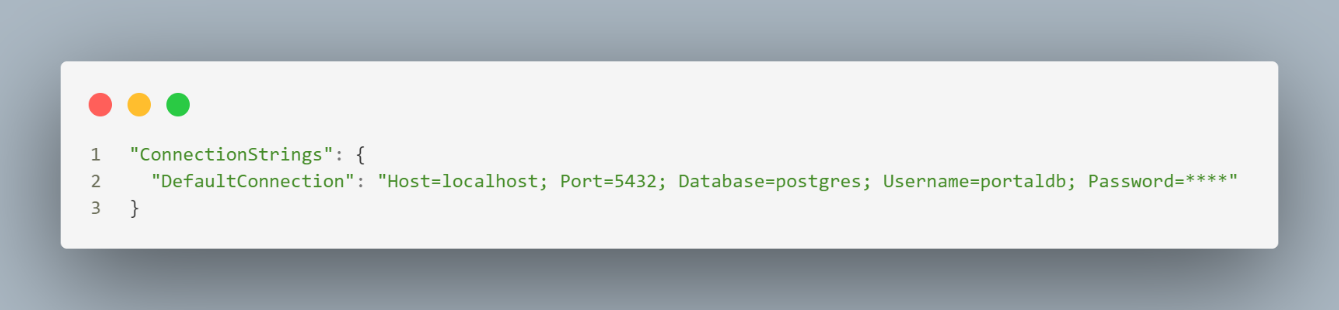 1 "ConnectionStrings": {
2   "DefaultConnection": "Host=localhost; Port=5432; Database=postgres; Username=portaldb; Password=****"
3 }